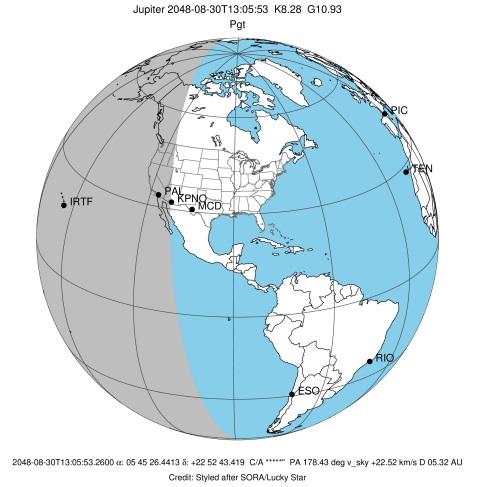 Jupiter 2048-08-30T13:05:53 K8.28 G10.93
Pgt
PIC
TEN
PAL
KPNO
IRTF
MCD
RIO
ESO
2048-08-30T13:05:53.2600 α: 05 45 26.4413 δ: +22 52 43.419 C/A *****" PA 178.43 deg v_sky +22.52 km/s D 05.32 AU
Credit: Styled after SORA/Lucky Star